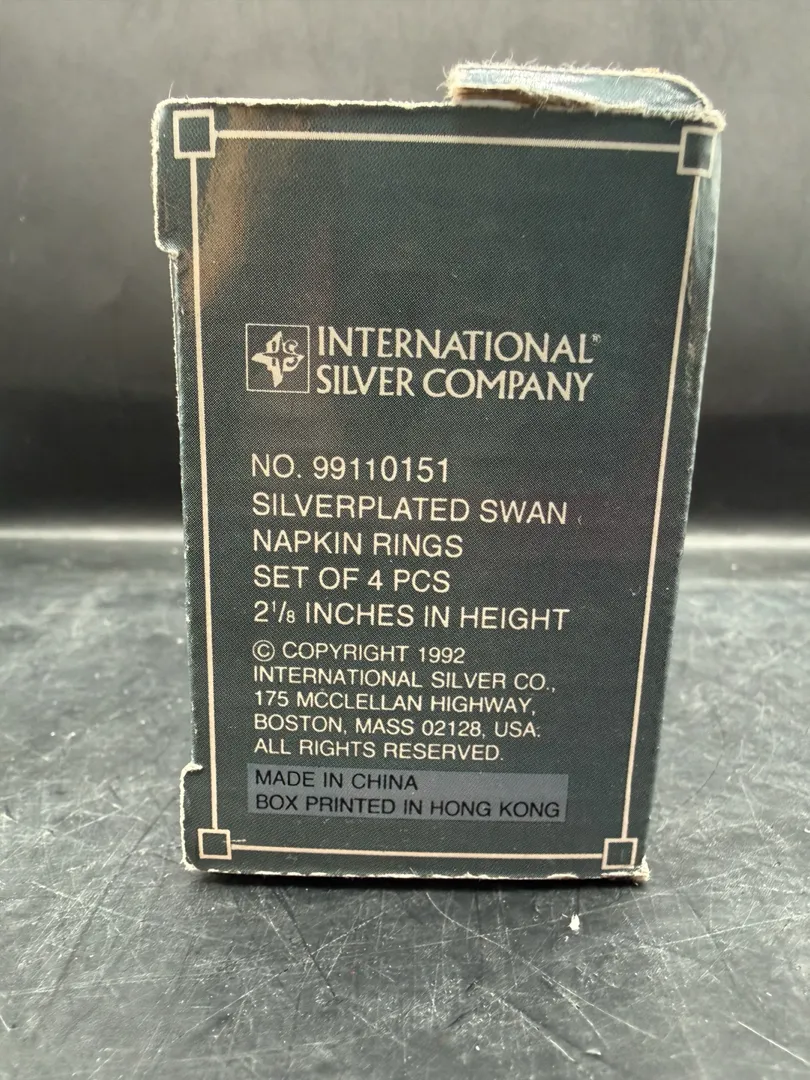 INTERNATIONAL®
SILVER COMPANY
NO. 99110151
SILVERPLATED SWAN
NAPKIN RINGS
SET OF 4 PCS
2 1/8 INCHES IN HEIGHT
© COPYRIGHT 1992
INTERNATIONAL SILVER CO.,
175 MCCLELLAN HIGHWAY,
BOSTON, MASS 02128, USA.
ALL RIGHTS RESERVED.
MADE IN CHINA
BOX PRINTED IN HONG KONG